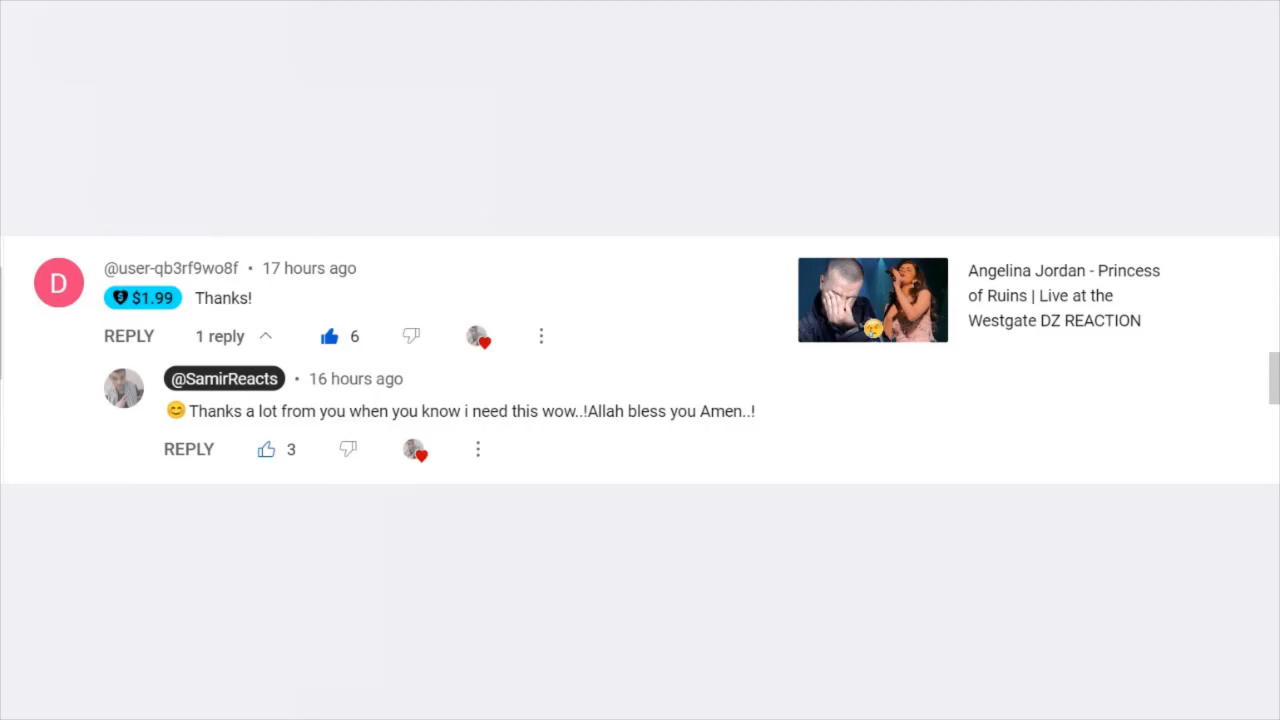 D
@user-qb3rf9wo8f • 17 hours ago
$1.99 Thanks!
REPLY 1 reply 6
@SamirReacts • 16 hours ago
😊 Thanks a lot from you when you know i need this wow..!Allah bless you Amen..!
REPLY 3
Angelina Jordan - Princess
of Ruins | Live at the
Westgate DZ REACTION